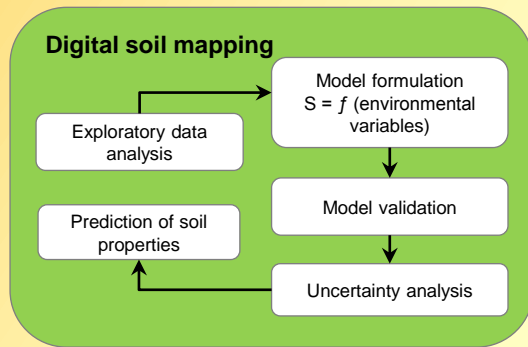 Digital soil mapping
Model formulation
S = ƒ (environmental
variables)
Exploratory data
analysis
Model validation
Prediction of soil
properties
Uncertainty analysis